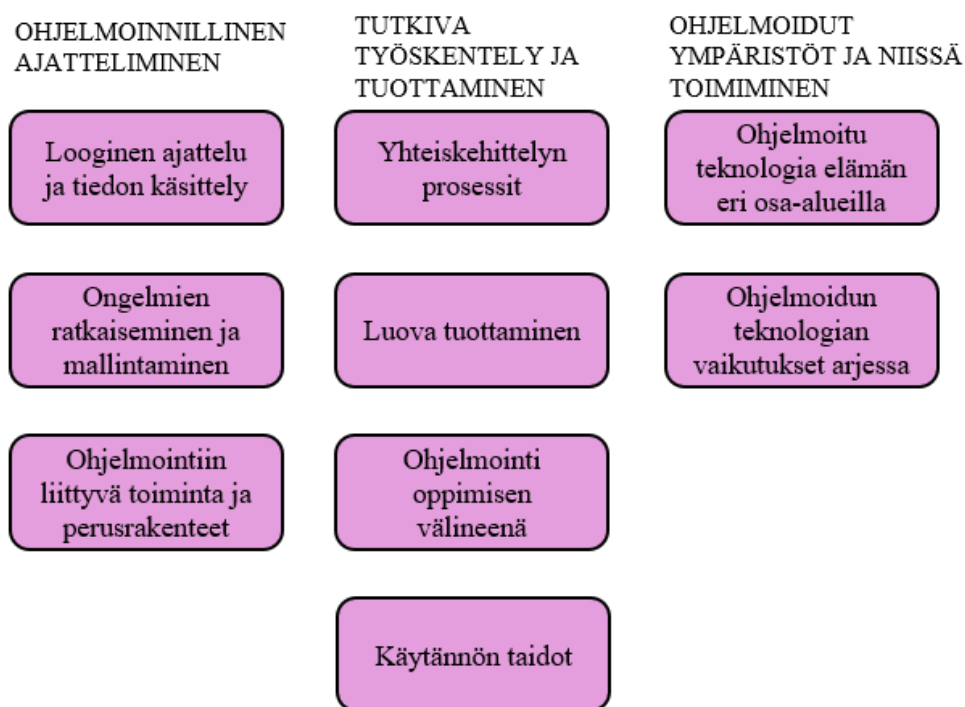 OHJELMOINNILLINEN
AJATTELIMINEN
Looginen ajattelu
ja tiedon käsittely
Ongelmien
ratkaiseminen ja
mallintaminen
Ohjelmointiin
liittyvä toiminta ja
perusrakenteet
TUTKIVA
TYÖSKENTELY JA
TUOTTAMINEN
Yhteiskehittelyn
prosessit
Luova tuottaminen
Ohjelmointi
oppimisen
välineenä
Käytännön taidot
OHJELMOIDUT
YMPÄRISTÖT JA NIISSÄ
TOIMIMINEN
Ohjelmoitu
teknologia elämän
eri osa-alueilla
Ohjelmoidun
teknologian
vaikutukset arjessa